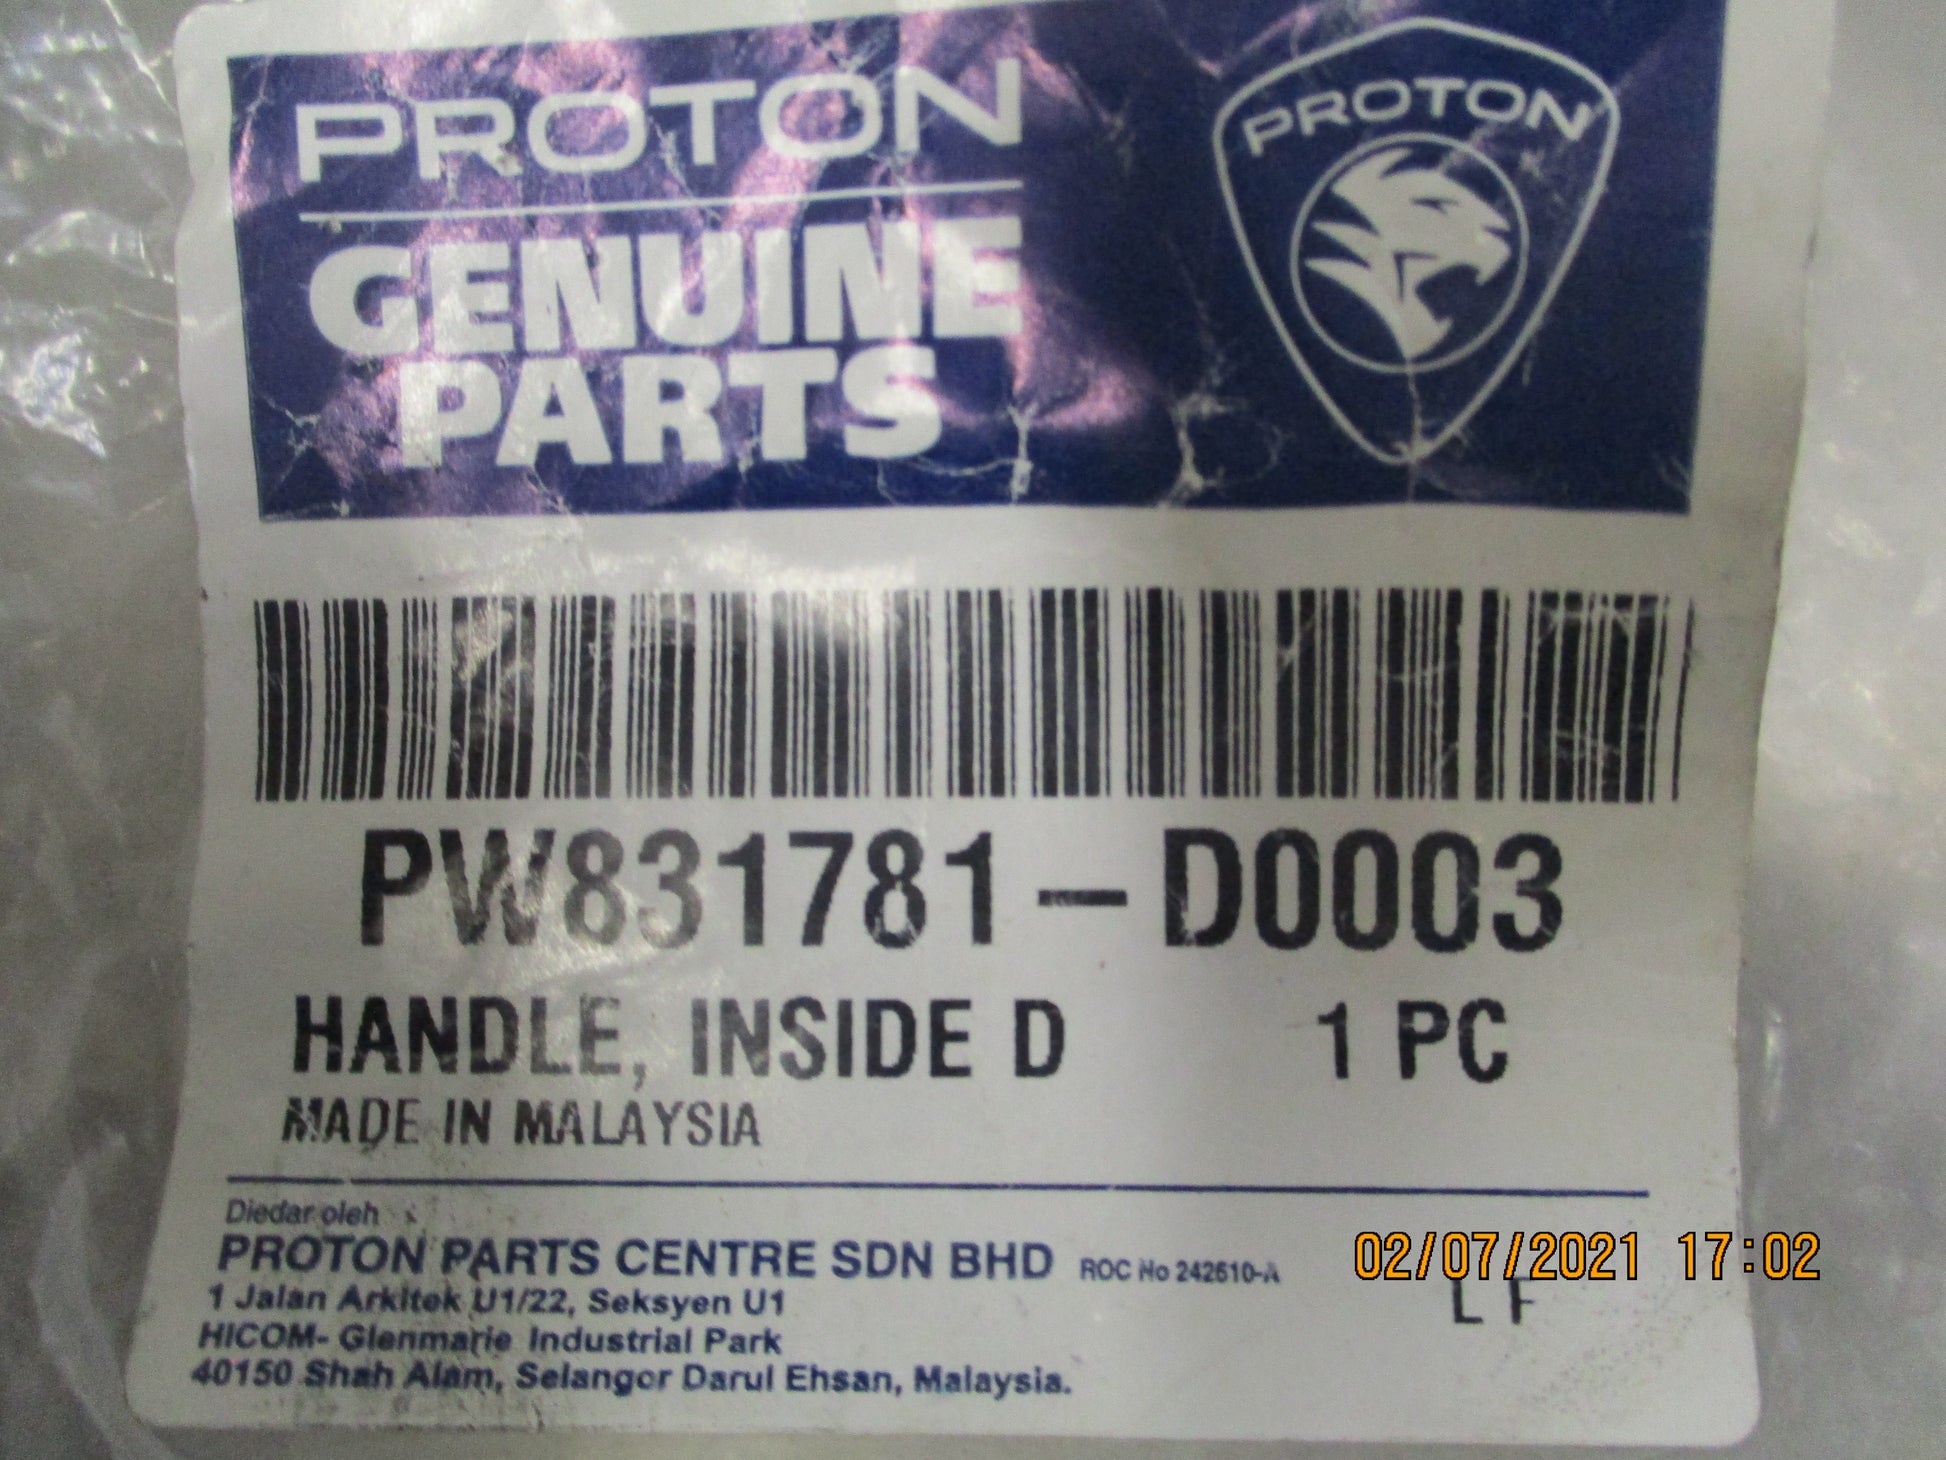 PROTON
GENUINE
PARTS
PROTON
PW831781-D0003
HANDLE, INSIDE D 1 PC
MADE IN MALAYSIA
Diedar oleh
PROTON PARTS CENTRE SDN BHD ROC No 242610-A
1 Jalan Arkitek U1/22, Seksyen U1
HICOM- Glenmarie Industrial Park
40150 Shah Alam, Selangor Darul Ehsan, Malaysia.
02/07/2021 17:02
L F